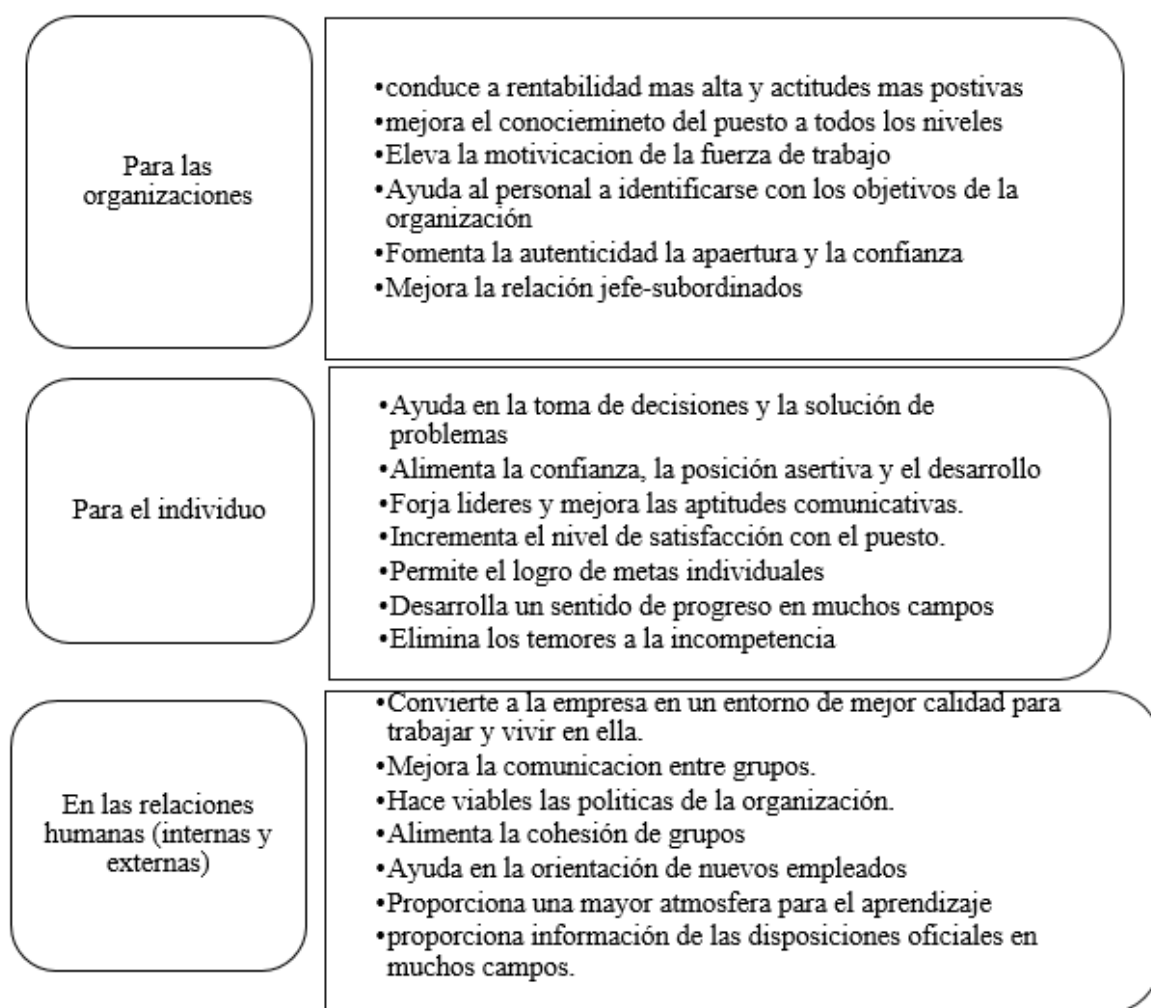 Para las
organizaciones
•conduce a rentabilidad mas alta y actitudes mas postivas
•mejora el conociemineto del puesto a todos los niveles
•Eleva la motivicacion de la fuerza de trabajo
•Ayuda al personal a identificarse con los objetivos de la
organización
•Fomenta la autenticidad la apaertura y la confianza
•Mejora la relación jefe-subordinados
Para el individuo
•Ayuda en la toma de decisiones y la solución de
problemas
•Alimenta la confianza, la posición asertiva y el desarrollo
•Forja lideres y mejora las aptitudes comunicativas.
•Incrementa el nivel de satisfacción con el puesto.
•Permite el logro de metas individuales
•Desarrolla un sentido de progreso en muchos campos
•Elimina los temores a la incompetencia
En las relaciones
humanas (internas y
externas)
•Convierte a la empresa en un entorno de mejor calidad para
trabajar y vivir en ella.
•Mejora la comunicacion entre grupos.
•Hace viables las politicas de la organización.
•Alimenta la cohesión de grupos
•Ayuda en la orientación de nuevos empleados
•Proporciona una mayor atmosfera para el aprendizaje
•proporciona información de las disposiciones oficiales en
muchos campos.